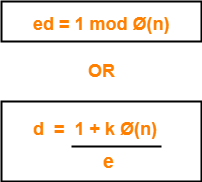 ed = 1 mod Ø(n)
OR
d = 1 + k Ø(n)
e